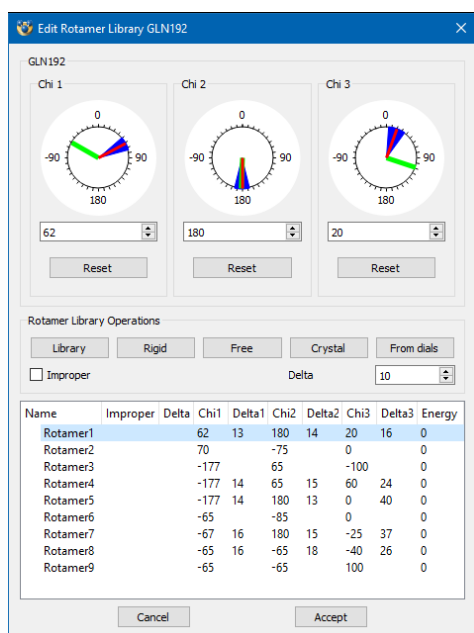 Edit Rotamer Library GLN192
GLN192
Chi 1 Chi 2 Chi 3
0 0 0
-90 90 -90 90 -90 90
180 180 180
62 180 20
Reset Reset Reset
Rotamer Library Operations
Library Rigid Free Crystal From dials
Improper Delta 10
Name Improper Delta Chi1 Delta1 Chi2 Delta2 Chi3 Delta3 Energy
Rotamer1 62 13 180 14 20 16 0
Rotamer2 70 -75 0 0
Rotamer3 -177 65 -100 0
Rotamer4 -177 14 65 15 60 24 0
Rotamer5 -177 14 180 13 0 40 0
Rotamer6 -65 -85 0 0
Rotamer7 -67 16 180 15 -25 37 0
Rotamer8 -65 16 -65 18 -40 26 0
Rotamer9 -65 -65 100 0
Cancel Accept